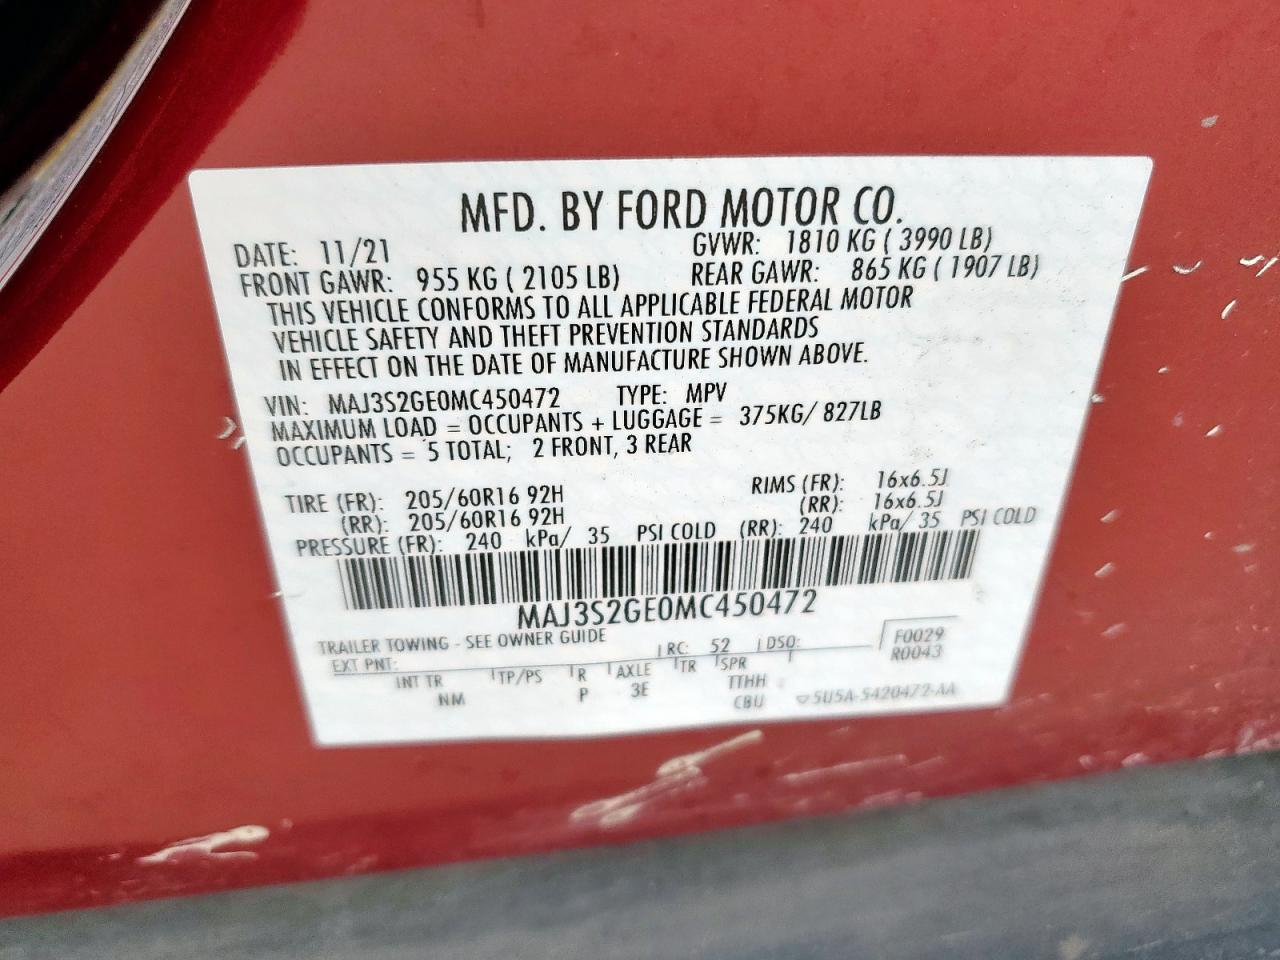 MFD. BY FORD MOTOR CO.
DATE: 11/21 GVWR: 1810 KG ( 3990 LB)
FRONT GAWR: 955 KG ( 2105 LB) REAR GAWR: 865 KG ( 1907 LB)
THIS VEHICLE CONFORMS TO ALL APPLICABLE FEDERAL MOTOR
VEHICLE SAFETY AND THEFT PREVENTION STANDARDS
IN EFFECT ON THE DATE OF MANUFACTURE SHOWN ABOVE.
VIN: MAJ3S2GE0MC450472 TYPE: MPV
MAXIMUM LOAD = OCCUPANTS + LUGGAGE = 375KG/ 827LB
OCCUPANTS = 5 TOTAL; 2 FRONT, 3 REAR
TIRE (FR): 205/60R16 92H RIMS (FR): 16x6.5J
(RR): 205/60R16 92H (RR): 16x6.5J
PRESSURE (FR): 240 kPa/ 35 PSI COLD (RR): 240 kPa/ 35 PSI COLD
MAJ3S2GE0MC450472
TRAILER TOWING - SEE OWNER GUIDE
EXT PNT: RC: 52 DSO: F0029
R0043
INT TR TP/PS R AXLE TR SPR
NM P 3E TTHH
CBU 5U5A-5420472-AA